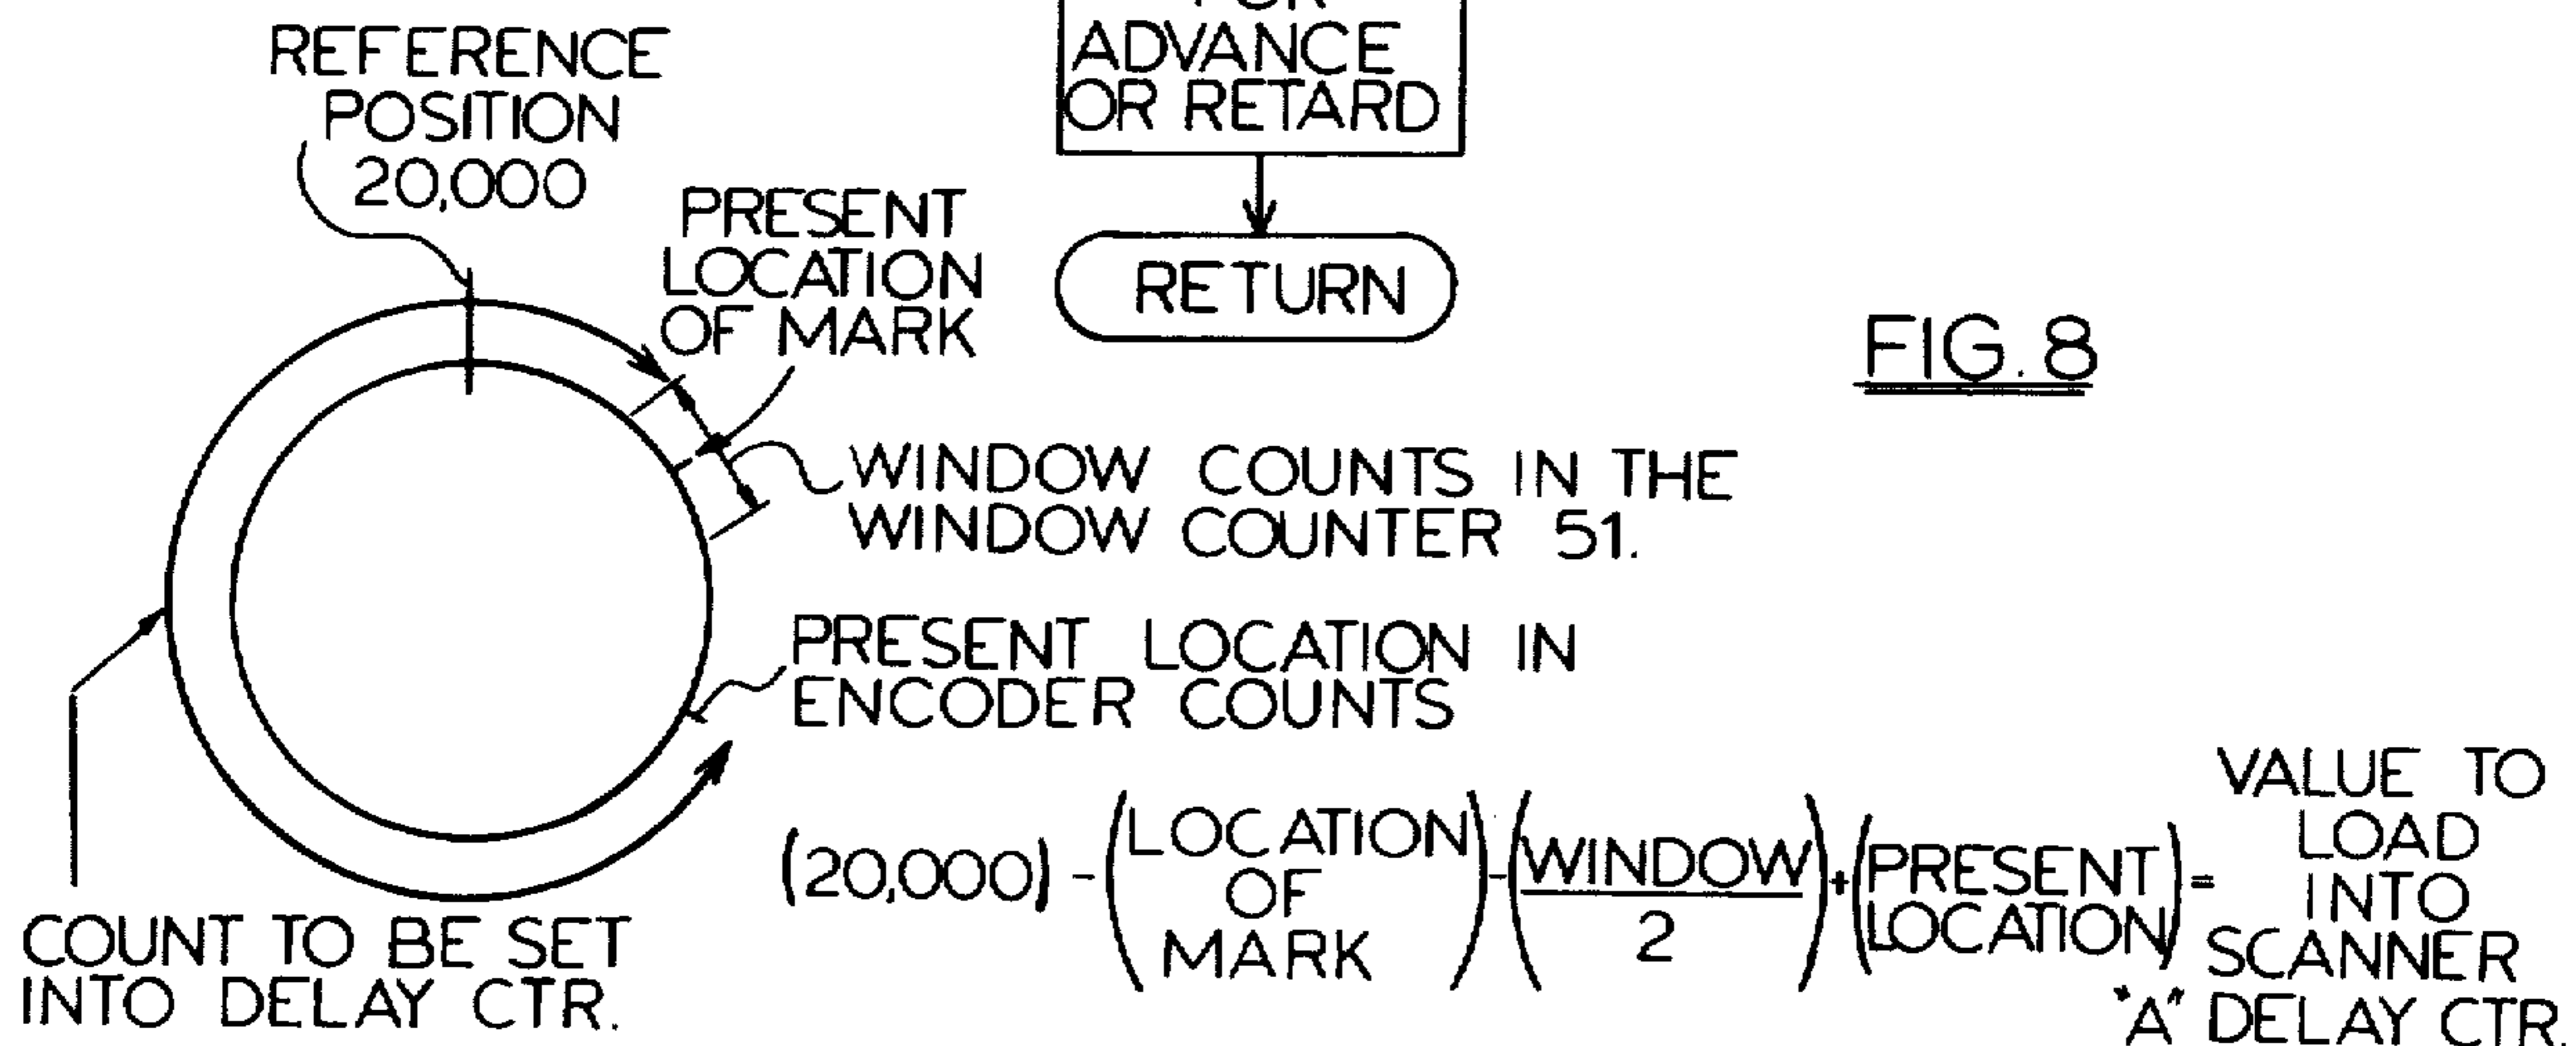 REFERENCE
POSITION
20,000
FOR
ADVANCE
OR RETARD
RETURN
PRESENT
LOCATION
OF MARK
FIG. 8
WINDOW COUNTS IN THE
WINDOW COUNTER 51.
PRESENT LOCATION IN
ENCODER COUNTS
COUNT TO BE SET
INTO DELAY CTR.
(20,000) - (LOCATION OF MARK) - (WINDOW / 2) + (PRESENT LOCATION) =
VALUE TO
LOAD
INTO
SCANNER
"A" DELAY CTR.